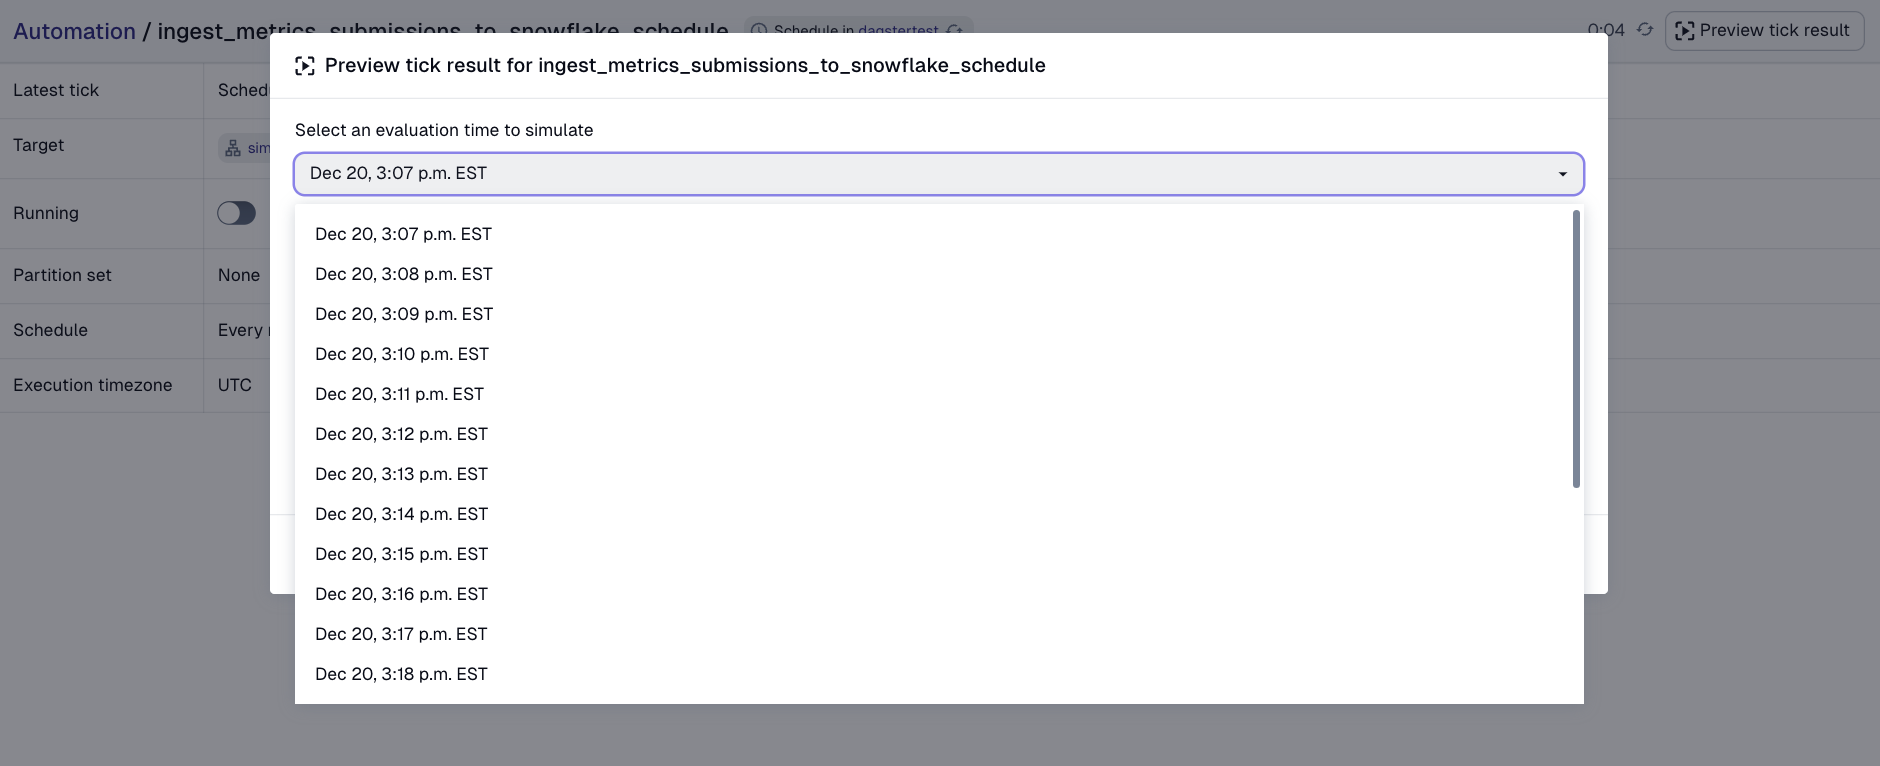 Automation / ingest_metrics_submissions_to_snowflake_schedule
Schedule in dagstertest
0:04
Preview tick result
Preview tick result for ingest_metrics_submissions_to_snowflake_schedule
Latest tick
Target
Running
Partition set
None
Schedule
Every
Execution timezone
UTC
Select an evaluation time to simulate
Dec 20, 3:07 p.m. EST
Dec 20, 3:07 p.m. EST
Dec 20, 3:08 p.m. EST
Dec 20, 3:09 p.m. EST
Dec 20, 3:10 p.m. EST
Dec 20, 3:11 p.m. EST
Dec 20, 3:12 p.m. EST
Dec 20, 3:13 p.m. EST
Dec 20, 3:14 p.m. EST
Dec 20, 3:15 p.m. EST
Dec 20, 3:16 p.m. EST
Dec 20, 3:17 p.m. EST
Dec 20, 3:18 p.m. EST